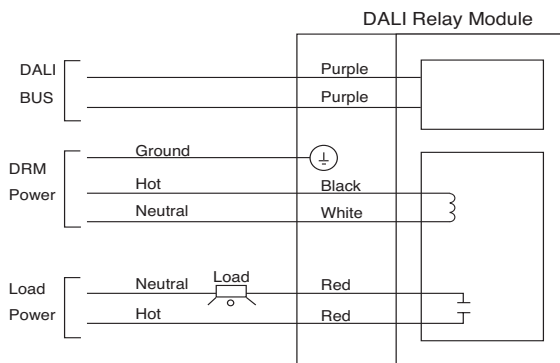 DALI Relay Module
DALI
BUS
Purple
Purple
DRM
Power
Ground
Hot
Black
Neutral
White
Load
Power
Neutral
Load
Red
Hot
Red